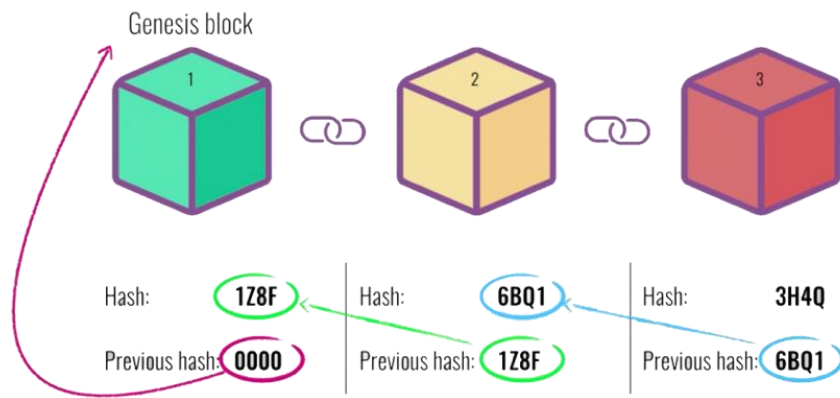 Genesis block
1
2
3
Hash: 1Z8F
Previous hash: 0000
Hash: 6BQ1
Previous hash: 1Z8F
Hash: 3H4Q
Previous hash: 6BQ1